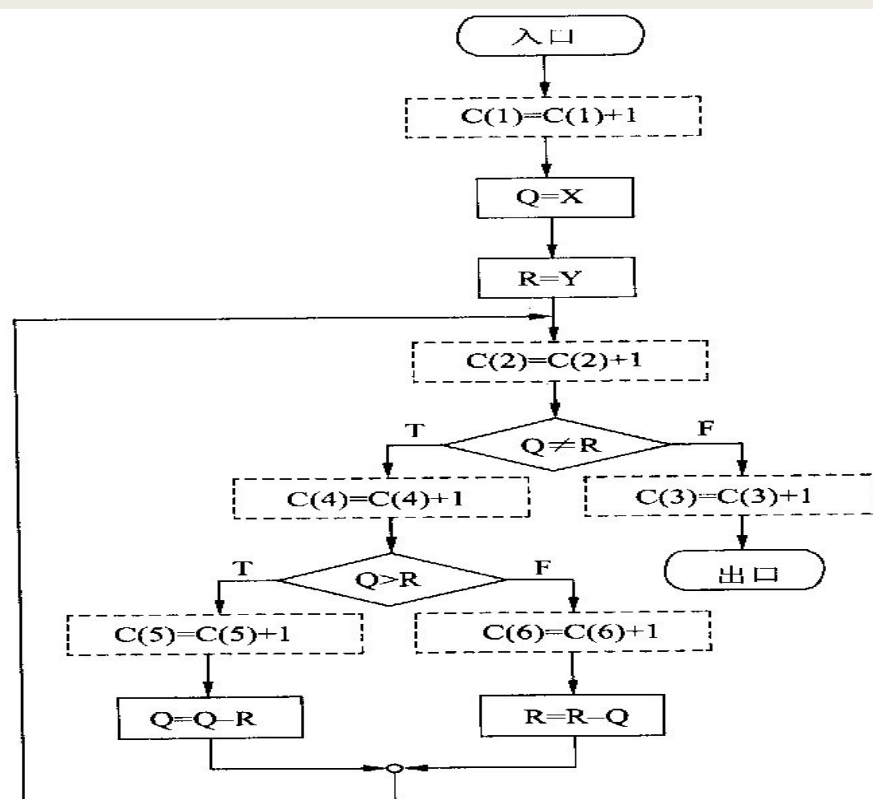 入口
C(1)=C(1)+1
Q=X
R=Y
C(2)=C(2)+1
T
Q≠R
F
C(4)=C(4)+1
C(3)=C(3)+1
T
Q>R
F
出口
C(5)=C(5)+1
C(6)=C(6)+1
Q=Q–R
R=R–Q